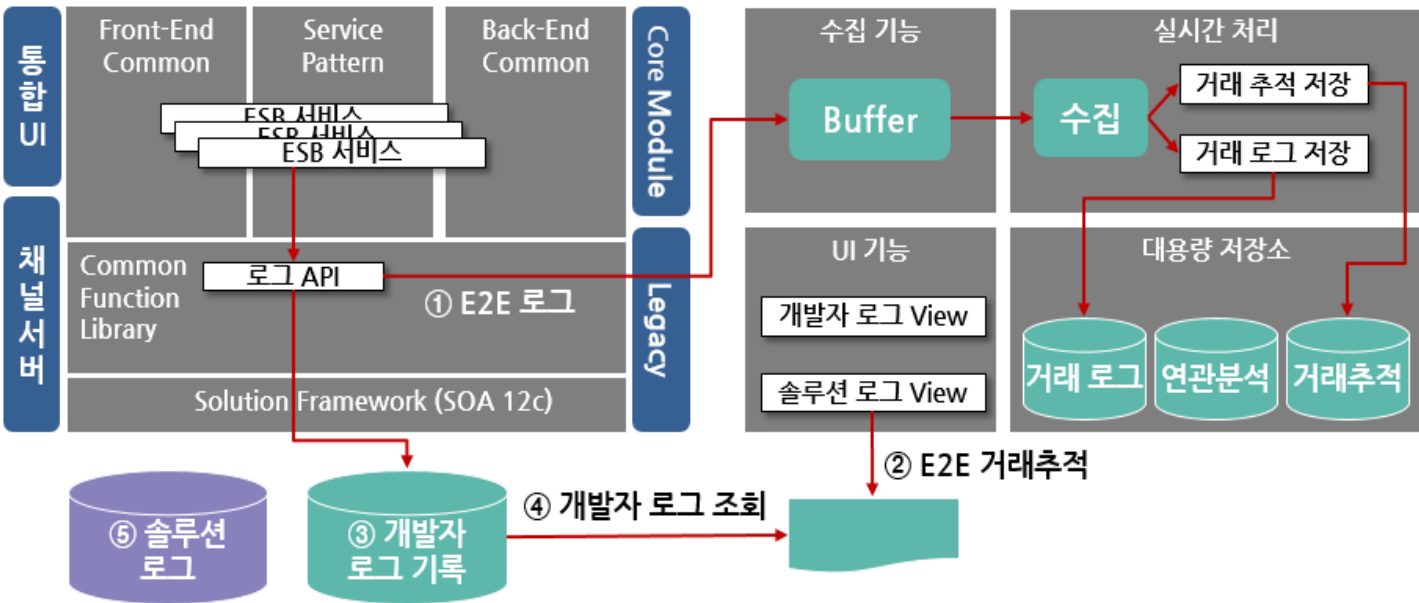 통
합
UI
채
널
서
버
Front-End
Common
Service
Pattern
Back-End
Common
ESB 서비스
ESB 서비스
ESB 서비스
Core Module
Legacy
Common
Function
Library
로그 API
① E2E 로그
Solution Framework (SOA 12c)
수집 기능
Buffer
실시간 처리
수집
거래 추적 저장
거래 로그 저장
UI 기능
개발자 로그 View
솔루션 로그 View
대용량 저장소
거래 로그
연관분석
거래추적
② E2E 거래추적
⑤ 솔루션
로그
③ 개발자
로그 기록
④ 개발자 로그 조회